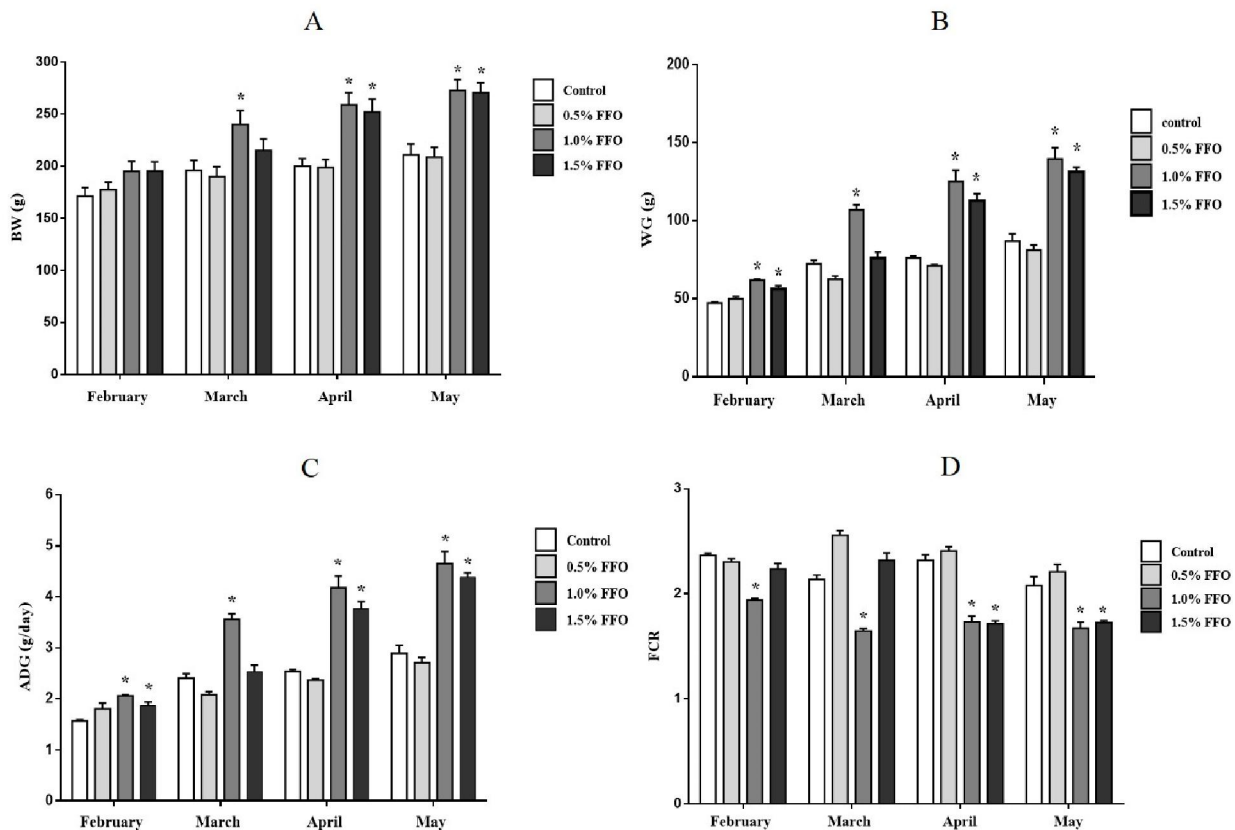 A
BW (g)
300
250
200
150
100
50
0
*
* *
* *
February March April May
Control
0.5% FFO
1.0% FFO
1.5% FFO
B
WG (g)
200
150
100
50
0
* *
*
* *
* *
February March April May
control
0.5% FFO
1.0% FFO
1.5% FFO
C
ADG (g/day)
6
5
4
3
2
1
0
* *
*
* *
* *
February March April May
Control
0.5% FFO
1.0% FFO
1.5% FFO
D
FCR
3
2
1
0
*
*
* *
* *
February March April May
Control
0.5% FFO
1.0% FFO
1.5% FFO